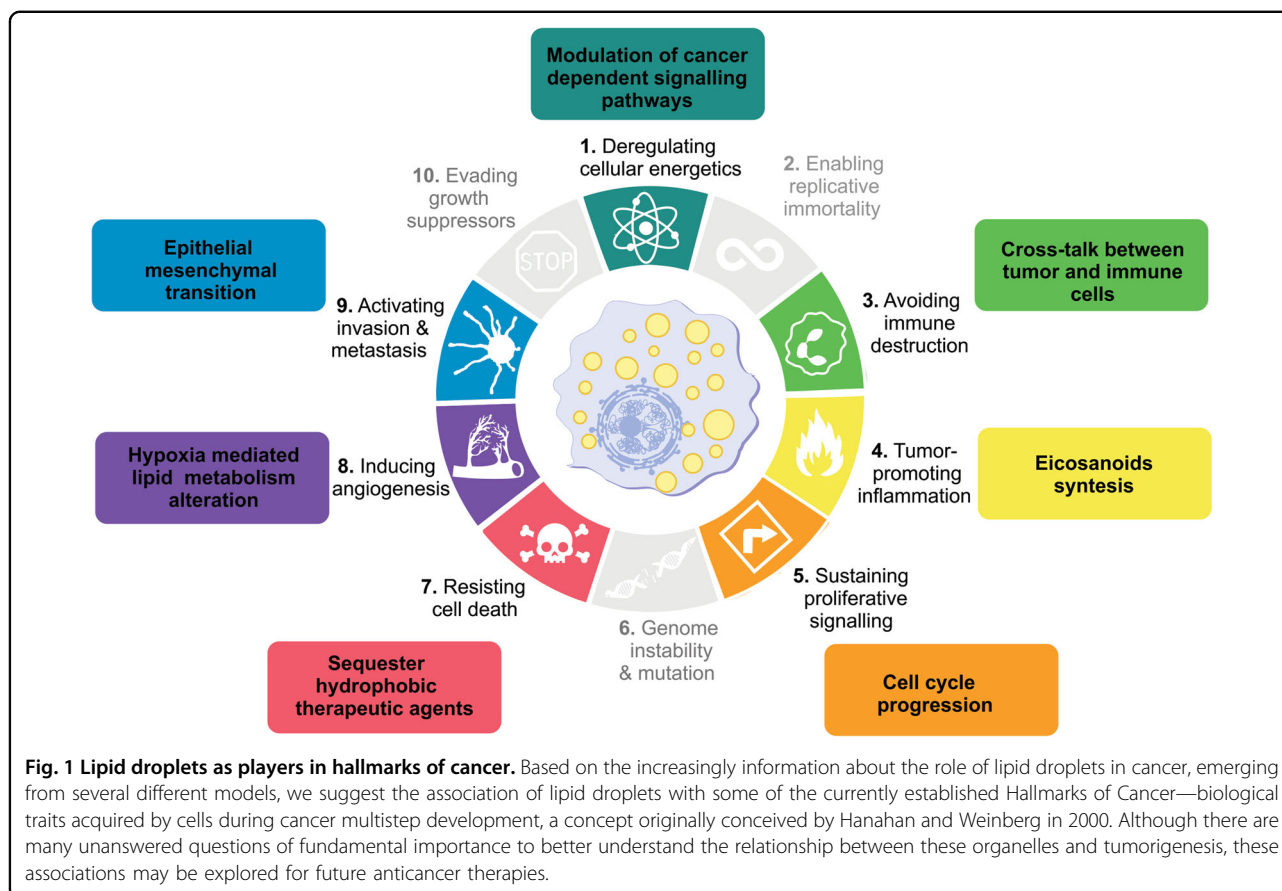 Modulation of cancer
dependent signalling
pathways
1. Deregulating
cellular energetics
2. Enabling
replicative
immortality
Cross-talk between
tumor and immune
cells
3. Avoiding
immune
destruction
4. Tumor-
promoting
inflammation
Eicosanoids
syntesis
5. Sustaining
proliferative
signalling
Cell cycle
progression
6. Genome
instability
& mutation
7. Resisting
cell death
Sequester
hydrophobic
therapeutic agents
8. Inducing
angiogenesis
Hypoxia mediated
lipid metabolism
alteration
9. Activating
invasion &
metastasis
Epithelial
mesenchymal
transition
10. Evading
growth
suppressors
STOP
Fig. 1 Lipid droplets as players in hallmarks of cancer. Based on the increasingly information about the role of lipid droplets in cancer, emerging
from several different models, we suggest the association of lipid droplets with some of the currently established Hallmarks of Cancer—biological
traits acquired by cells during cancer multistep development, a concept originally conceived by Hanahan and Weinberg in 2000. Although there are
many unanswered questions of fundamental importance to better understand the relationship between these organelles and tumorigenesis, these
associations may be explored for future anticancer therapies.